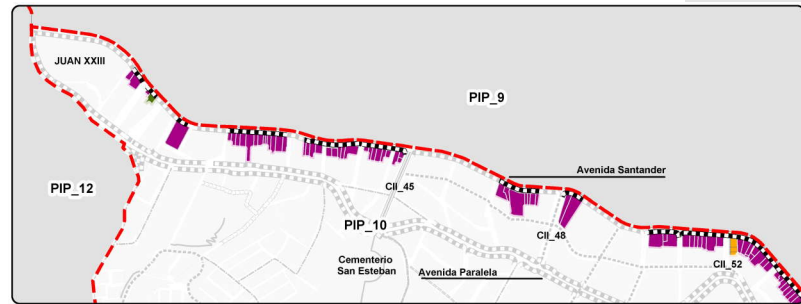 JUAN XXIII
PIP_9
Avenida Santander
PIP_12
Cll_45
PIP_10
Cll_48
Cementerio
San Esteban
Avenida Paralela
Cll_52